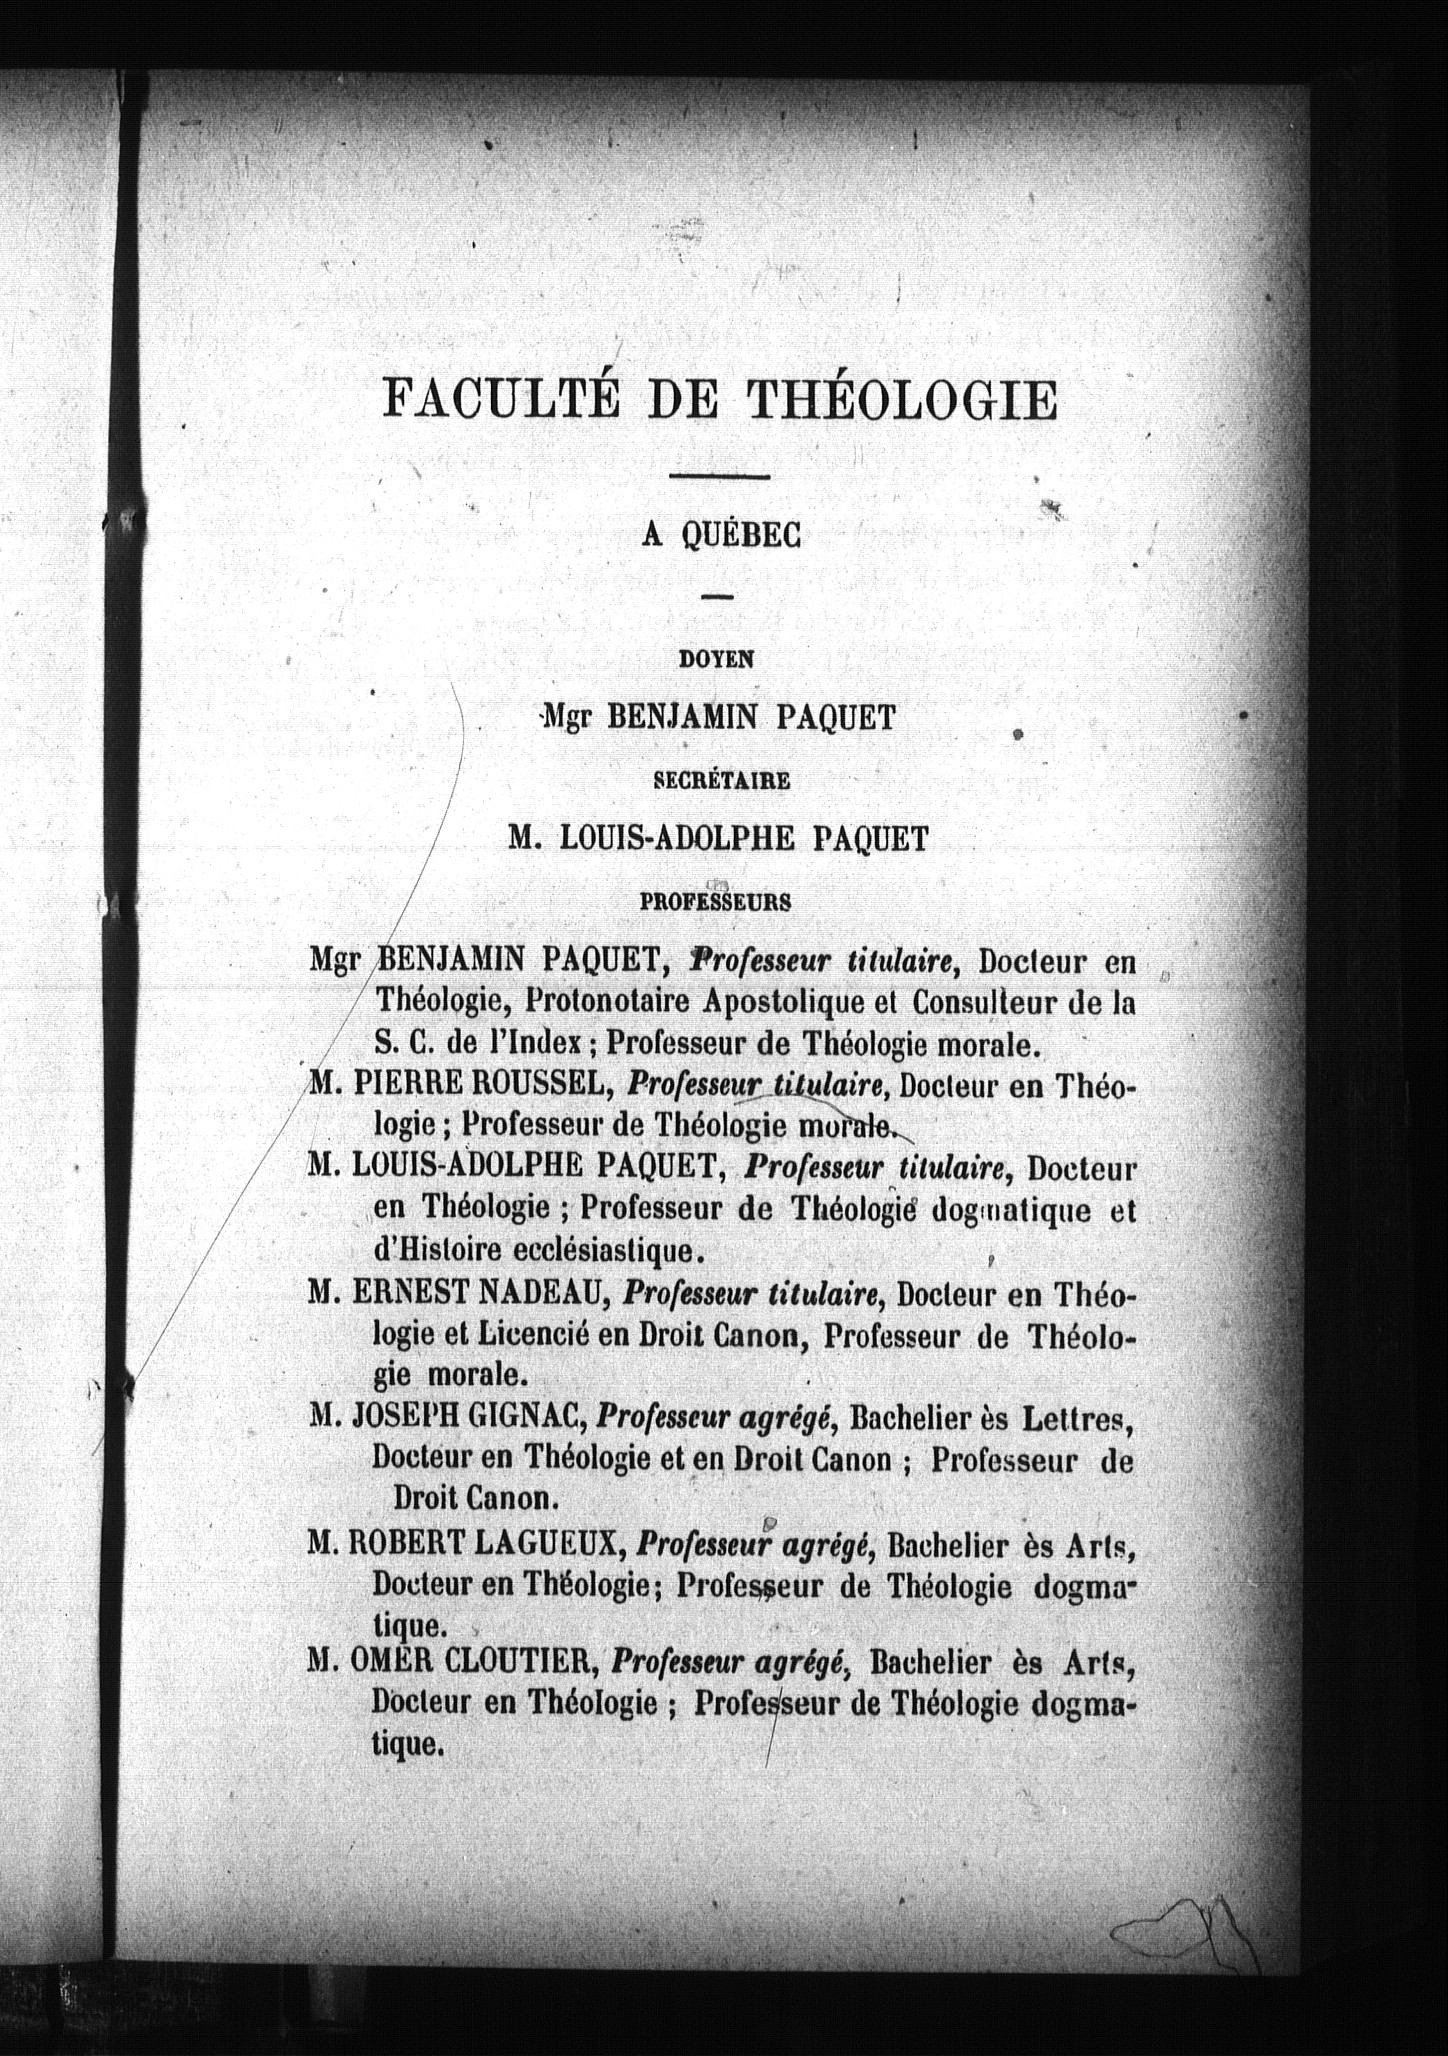 FACULTÉ DE THÉOLOGIE
A QUÉBEC
DOYEN
Mgr BENJAMIN PAQUET
SECRÉTAIRE
M. LOUIS-ADOLPHE PAQUET
PROFESSEURS
Mgr BENJAMIN PAQUET, Professeur titulaire, Docteur en
Théologie, Protonotaire Apostolique et Consulteur de la
S. C. de l'Index ; Professeur de Théologie morale.
M. PIERRE ROUSSEL, Professeur titulaire, Docteur en Théo-
logie ; Professeur de Théologie morale.
M. LOUIS-ADOLPHE PAQUET, Professeur titulaire, Docteur
en Théologie ; Professeur de Théologie dogmatique et
d'Histoire ecclésiastique.
M. ERNEST NADEAU, Professeur titulaire, Docteur en Théo-
logie et Licencié en Droit Canon, Professeur de Théolo-
gie morale.
M. JOSEPH GIGNAC, Professeur agrégé, Bachelier ès Lettres,
Docteur en Théologie et en Droit Canon ; Professeur de
Droit Canon.
M. ROBERT LAGUEUX, Professeur agrégé, Bachelier ès Arts,
Docteur en Théologie; Professeur de Théologie dogma-
tique.
M. OMER CLOUTIER, Professeur agrégé, Bachelier ès Arts,
Docteur en Théologie ; Professeur de Théologie dogma-
tique.